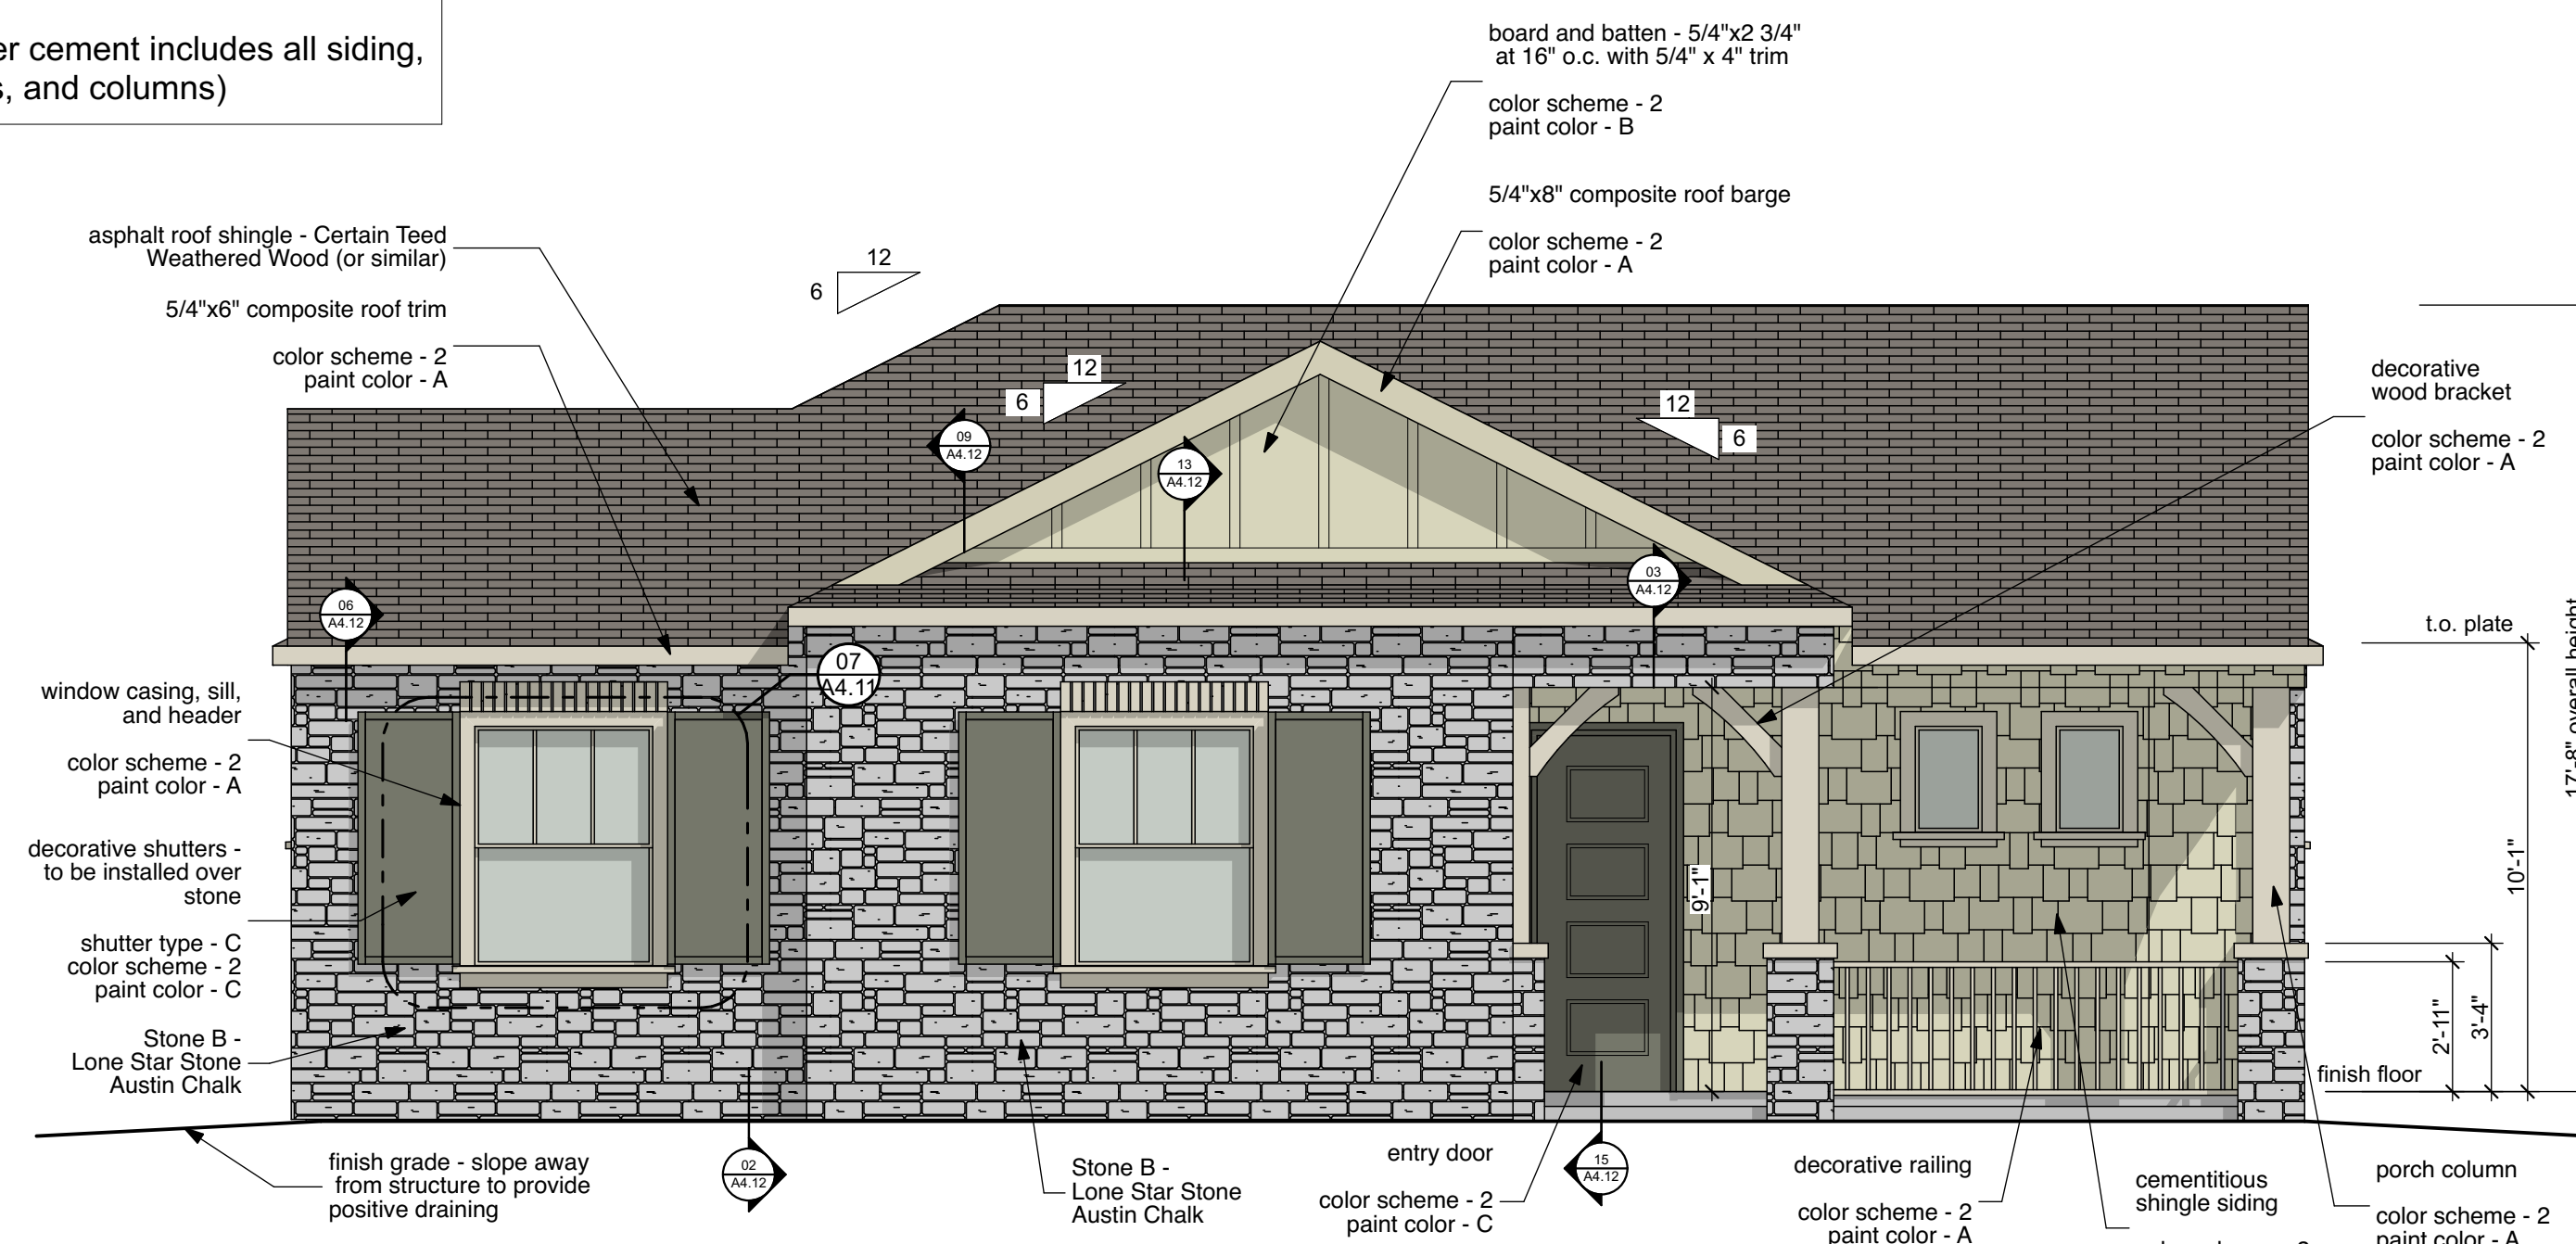 er cement includes all siding,
s, and columns)
board and batten - 5/4"x2 3/4"
at 16" o.c. with 5/4" x 4" trim
color scheme - 2
paint color - B
5/4"x8" composite roof barge
color scheme - 2
paint color - A
asphalt roof shingle - Certain Teed
Weathered Wood (or similar)
5/4"x6" composite roof trim
color scheme - 2
paint color - A
12
6
12
6
12
6
decorative
wood bracket
color scheme - 2
paint color - A
09
A4.12
13
A4.12
03
A4.12
06
A4.12
07
A4.11
t.o. plate
17'-8" overall height
window casing, sill,
and header
color scheme - 2
paint color - A
decorative shutters -
to be installed over
stone
shutter type - C
color scheme - 2
paint color - C
Stone B -
Lone Star Stone
Austin Chalk
9'-1"
10'-1"
2'-11"
3'-4"
finish floor
finish grade - slope away
from structure to provide
positive draining
02
A4.12
Stone B -
Lone Star Stone
Austin Chalk
entry door
color scheme - 2
paint color - C
15
A4.12
decorative railing
color scheme - 2
paint color - A
cementitious
shingle siding
porch column
color scheme - 2
paint color - A